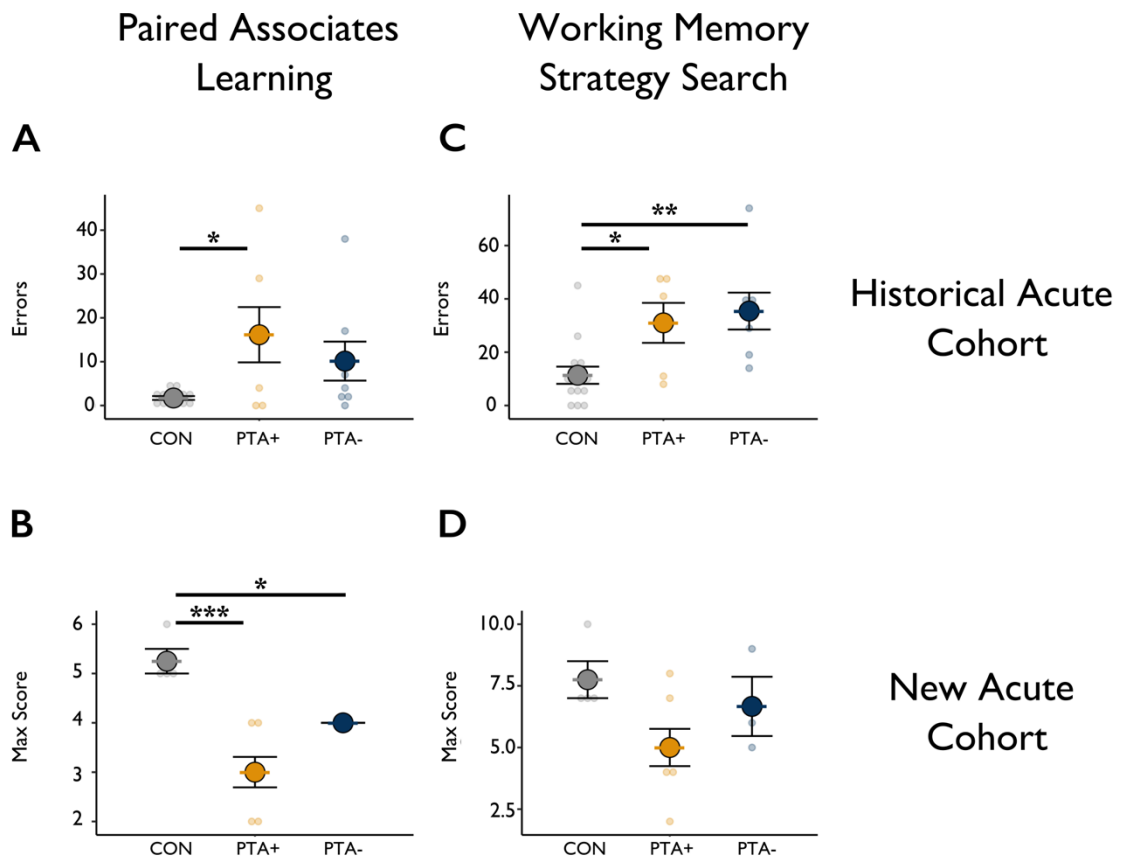 Paired Associates
Learning
Working Memory
Strategy Search
A
Errors
40
30
20
10
0
*
CON
PTA+
PTA-
C
Errors
60
40
20
0
**
*
CON
PTA+
PTA-
Historical Acute
Cohort
B
Max Score
6
5
4
3
2
*
***
CON
PTA+
PTA-
D
Max Score
10.0
7.5
5.0
2.5
CON
PTA+
PTA-
New Acute
Cohort